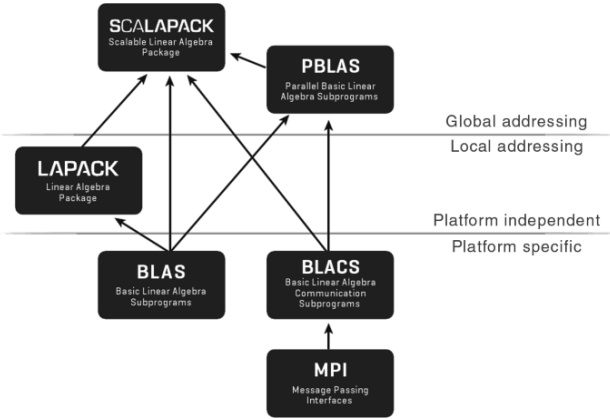 SCALAPACK
Scalable Linear Algebra
Package
PBLAS
Parallel Basic Linear
Algebra Subprograms
Global addressing
Local addressing
LAPACK
Linear Algebra
Package
Platform independent
Platform specific
BLAS
Basic Linear Algebra
Subprograms
BLACS
Basic Linear Algebra
Communication
Subprograms
MPI
Message Passing
Interfaces